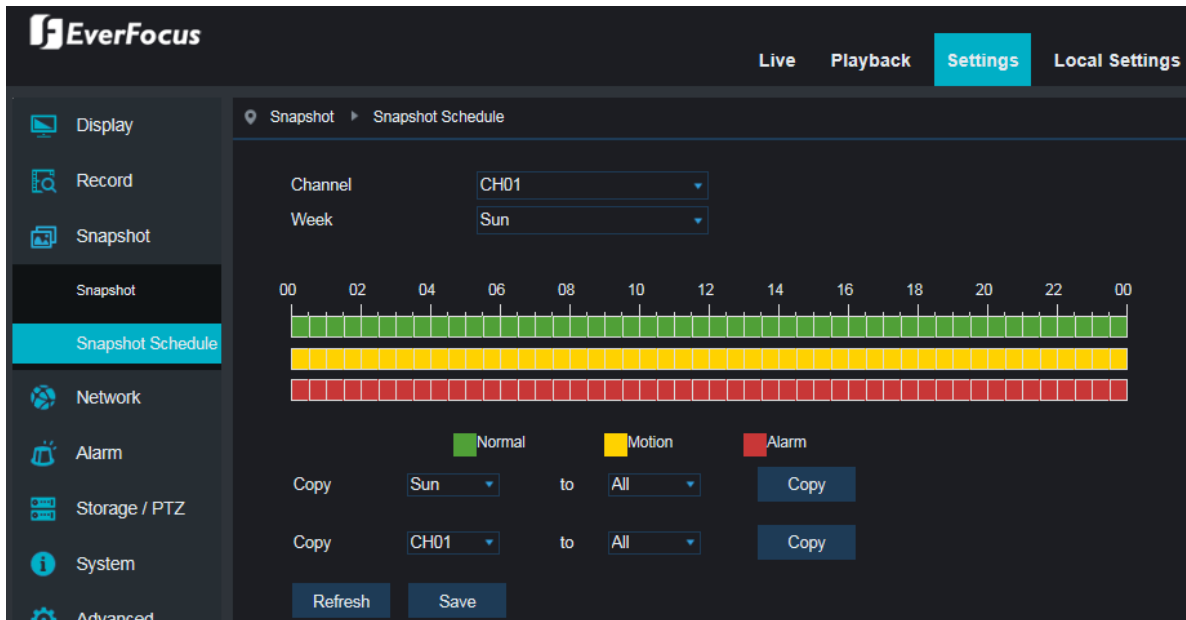 EverFocus
Live Playback Settings Local Settings
Display
Record
Snapshot
Snapshot
Snapshot Schedule
Network
Alarm
Storage / PTZ
System
Advanced
Snapshot Snapshot Schedule
Channel CH01
Week Sun
00 02 04 06 08 10 12 14 16 18 20 22 00
Normal Motion Alarm
Copy Sun to All Copy
Copy CH01 to All Copy
Refresh Save